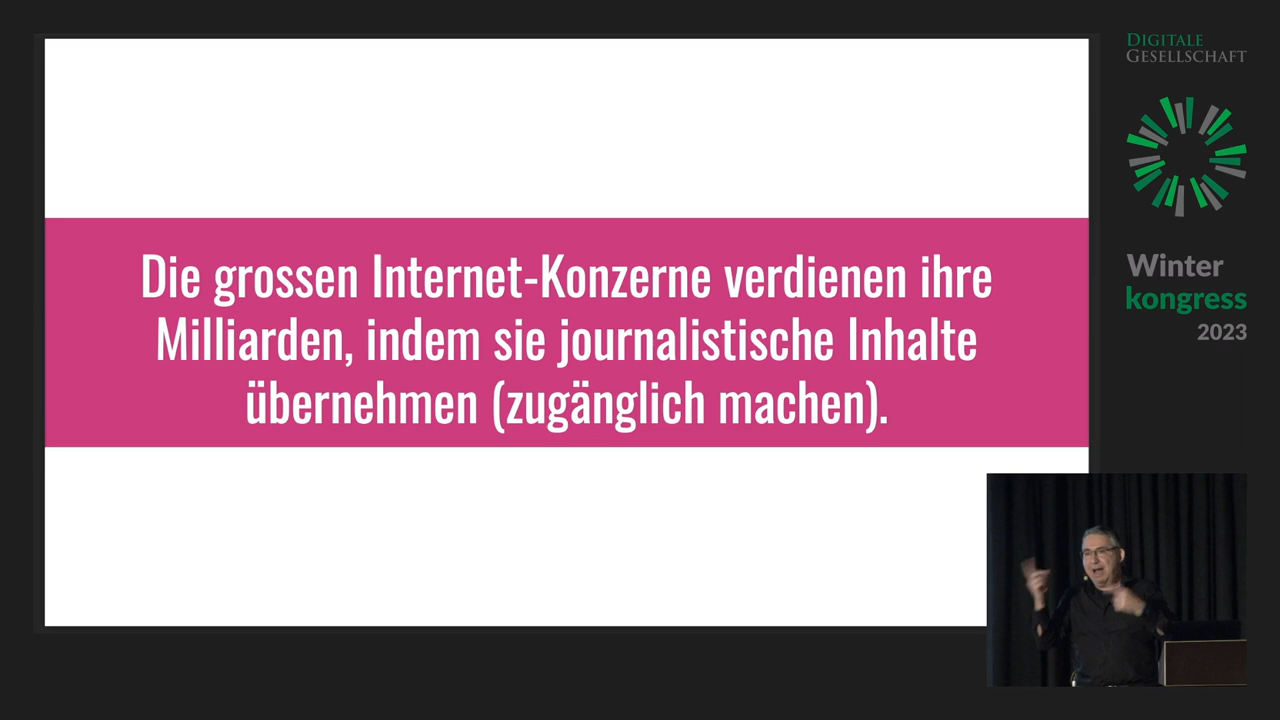 Die grossen Internet-Konzerne verdienen ihre
Milliarden, indem sie journalistische Inhalte
übernehmen (zugänglich machen).
DIGITALE
GESELLSCHAFT
Winter
kongress
2023